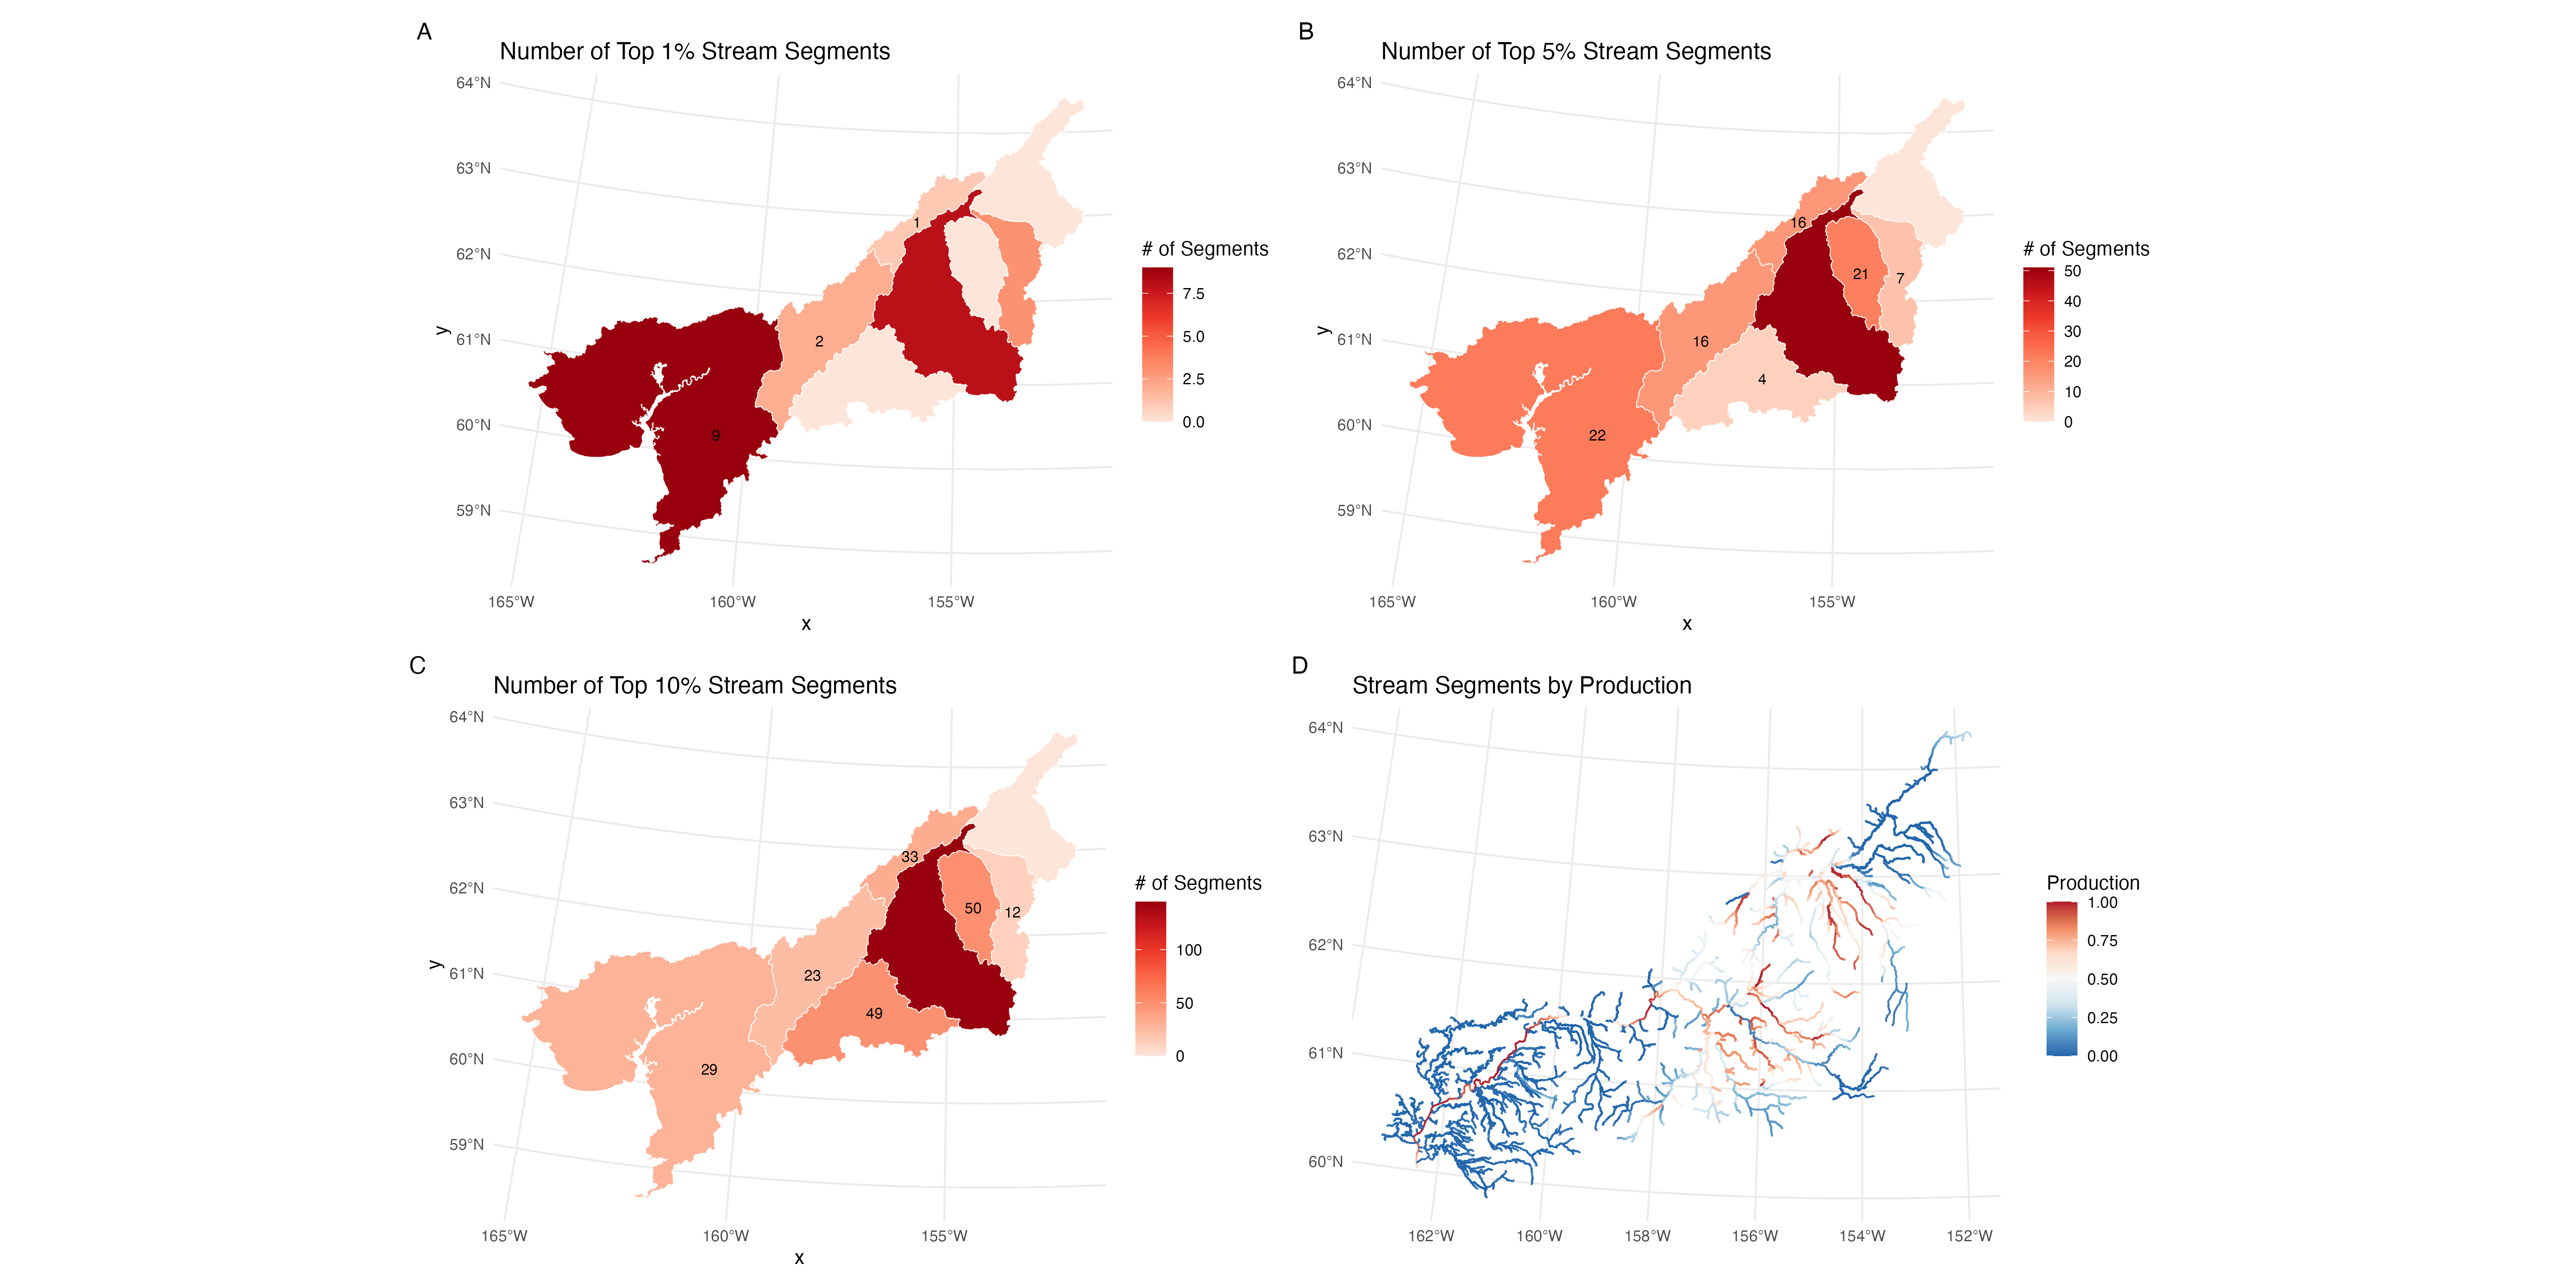 A
Number of Top 1% Stream Segments
64°N
63°N
62°N
61°N
60°N
59°N
y
1
2
9
165°W
160°W
155°W
x
# of Segments
7.5
5.0
2.5
0.0
B
Number of Top 5% Stream Segments
64°N
63°N
62°N
61°N
60°N
59°N
y
16
21
7
16
4
22
165°W
160°W
155°W
x
# of Segments
50
40
30
20
10
0
C
Number of Top 10% Stream Segments
64°N
63°N
62°N
61°N
60°N
59°N
y
33
50
12
23
49
29
165°W
160°W
155°W
x
# of Segments
100
50
0
D
Stream Segments by Production
64°N
63°N
62°N
61°N
60°N
162°W
160°W
158°W
156°W
154°W
152°W
Production
1.00
0.75
0.50
0.25
0.00